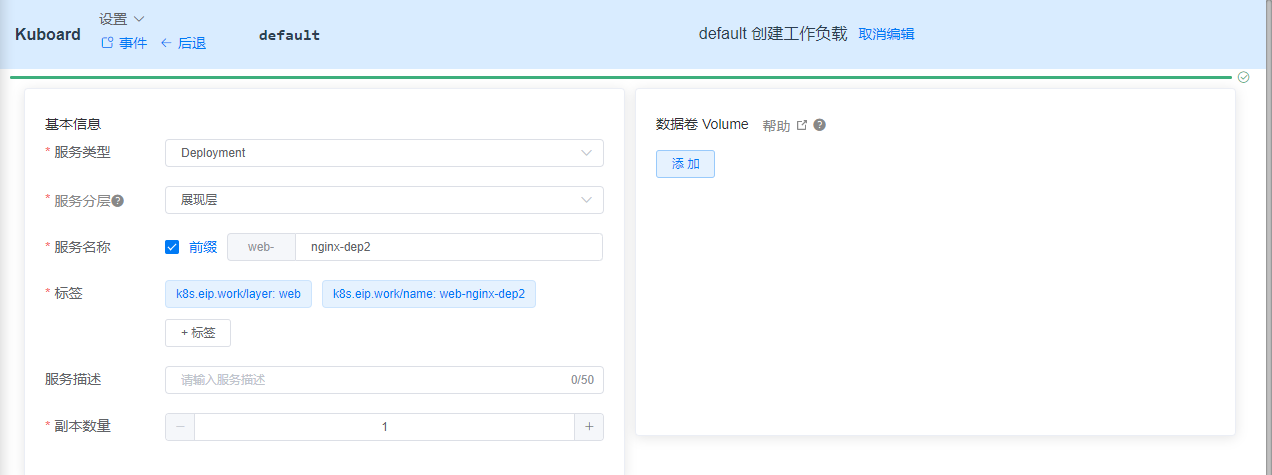 设置
Kuboard
事件 后退
default
default 创建工作负载 取消编辑
基本信息
* 服务类型 Deployment
* 服务分层 ? 展现层
* 服务名称 前缀 web- nginx-dep2
* 标签 k8s.eip.work/layer: web k8s.eip.work/name: web-nginx-dep2
+ 标签
服务描述 请输入服务描述 0/50
* 副本数量 − 1 +
数据卷 Volume 帮助 ?
添 加